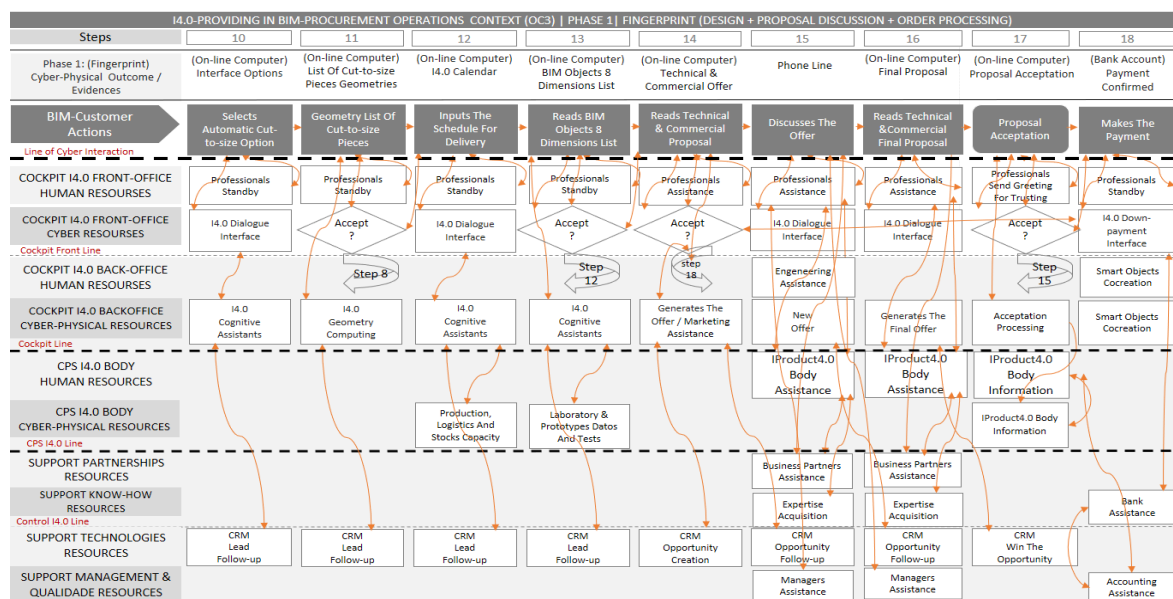 I4.0-PROVIDING IN BIM-PROCUREMENT OPERATIONS CONTEXT (OC3) | PHASE 1| FINGERPRINT (DESIGN + PROPOSAL DISCUSSION + ORDER PROCESSING)
Steps
10
11
12
13
14
15
16
17
18
Phase 1: (Fingerprint)
Cyber-Physical Outcome /
Evidences
(On-line Computer)
Interface Options
(On-line Computer)
List Of Cut-to-size
Pieces Geometries
(On-line Computer)
I4.0 Calendar
(On-line Computer)
BIM Objects 8
Dimensions List
(On-line Computer)
Technical &
Commercial Offer
Phone Line
(On-line Computer)
Final Proposal
(On-line Computer)
Proposal Acceptation
(Bank Account)
Payment
Confirmed
BIM-Customer
Actions
Selects
Automatic Cut-
to-size Option
Geometry List Of
Cut-to-size
Pieces
Inputs The
Schedule For
Delivery
Reads BIM
Objects 8
Dimensions List
Reads Technical
& Commercial
Proposal
Discusses The
Offer
Reads Technical
&Commercial
Final Proposal
Proposal
Acceptation
Makes The
Payment
Line of Cyber Interaction
COCKPIT I4.0 FRONT-OFFICE
HUMAN RESOURSES
Professionals
Standby
Professionals
Standby
Professionals
Standby
Professionals
Standby
Professionals
Assistance
Professionals
Assistance
Professionals
Assistance
Professionals
Send Greeting
For Trusting
Professionals
Standby
COCKPIT I4.0 FRONT-OFFICE
CYBER RESOURSES
I4.0 Dialogue
Interface
Accept
?
I4.0 Dialogue
Interface
Accept
?
Accept
?
I4.0 Dialogue
Interface
I4.0 Dialogue
Interface
Accept
?
I4.0 Down-
payment
Interface
Cockpit Front Line
COCKPIT I4.0 BACK-OFFICE
HUMAN RESOURSES
Step 8
Step
12
step
18
Engeneering
Assistance
Step
15
Smart Objects
Cocreation
COCKPIT I4.0 BACKOFFICE
CYBER-PHYSICAL RESOURCES
I4.0
Cognitive
Assistants
I4.0
Geometry
Computing
I4.0
Cognitive
Assistants
I4.0
Cognitive
Assistants
Generates The
Offer / Marketing
Assistance
New
Offer
Generates The
Final Offer
Acceptation
Processing
Smart Objects
Cocreation
Cockpit Line
CPS I4.0 BODY
HUMAN RESOURCES
IProduct4.0
Body
Assistance
IProduct4.0
Body
Assistance
IProduct4.0
Body
Information
CPS I4.0 BODY
CYBER-PHYSICAL RESOURCES
Production,
Logistics And
Stocks Capacity
Laboratory &
Prototypes Datos
And Tests
IProduct4.0 Body
Information
CPS I4.0 Line
SUPPORT PARTNERSHIPS
RESOURCES
Business Partners
Assistance
Business Partners
Assistance
SUPPORT KNOW-HOW
RESOURCES
Expertise
Acquisition
Expertise
Acquisition
Bank
Assistance
Control I4.0 Line
SUPPORT TECHNOLOGIES
RESOURCES
CRM
Lead
Follow-up
CRM
Lead
Follow-up
CRM
Lead
Follow-up
CRM
Lead
Follow-up
CRM
Opportunity
Creation
CRM
Opportunity
Follow-up
CRM
Opportunity
Follow-up
CRM
Win The
Opportunity
SUPPORT MANAGEMENT &
QUALIDADE RESOURCES
Managers
Assistance
Managers
Assistance
Accounting
Assistance